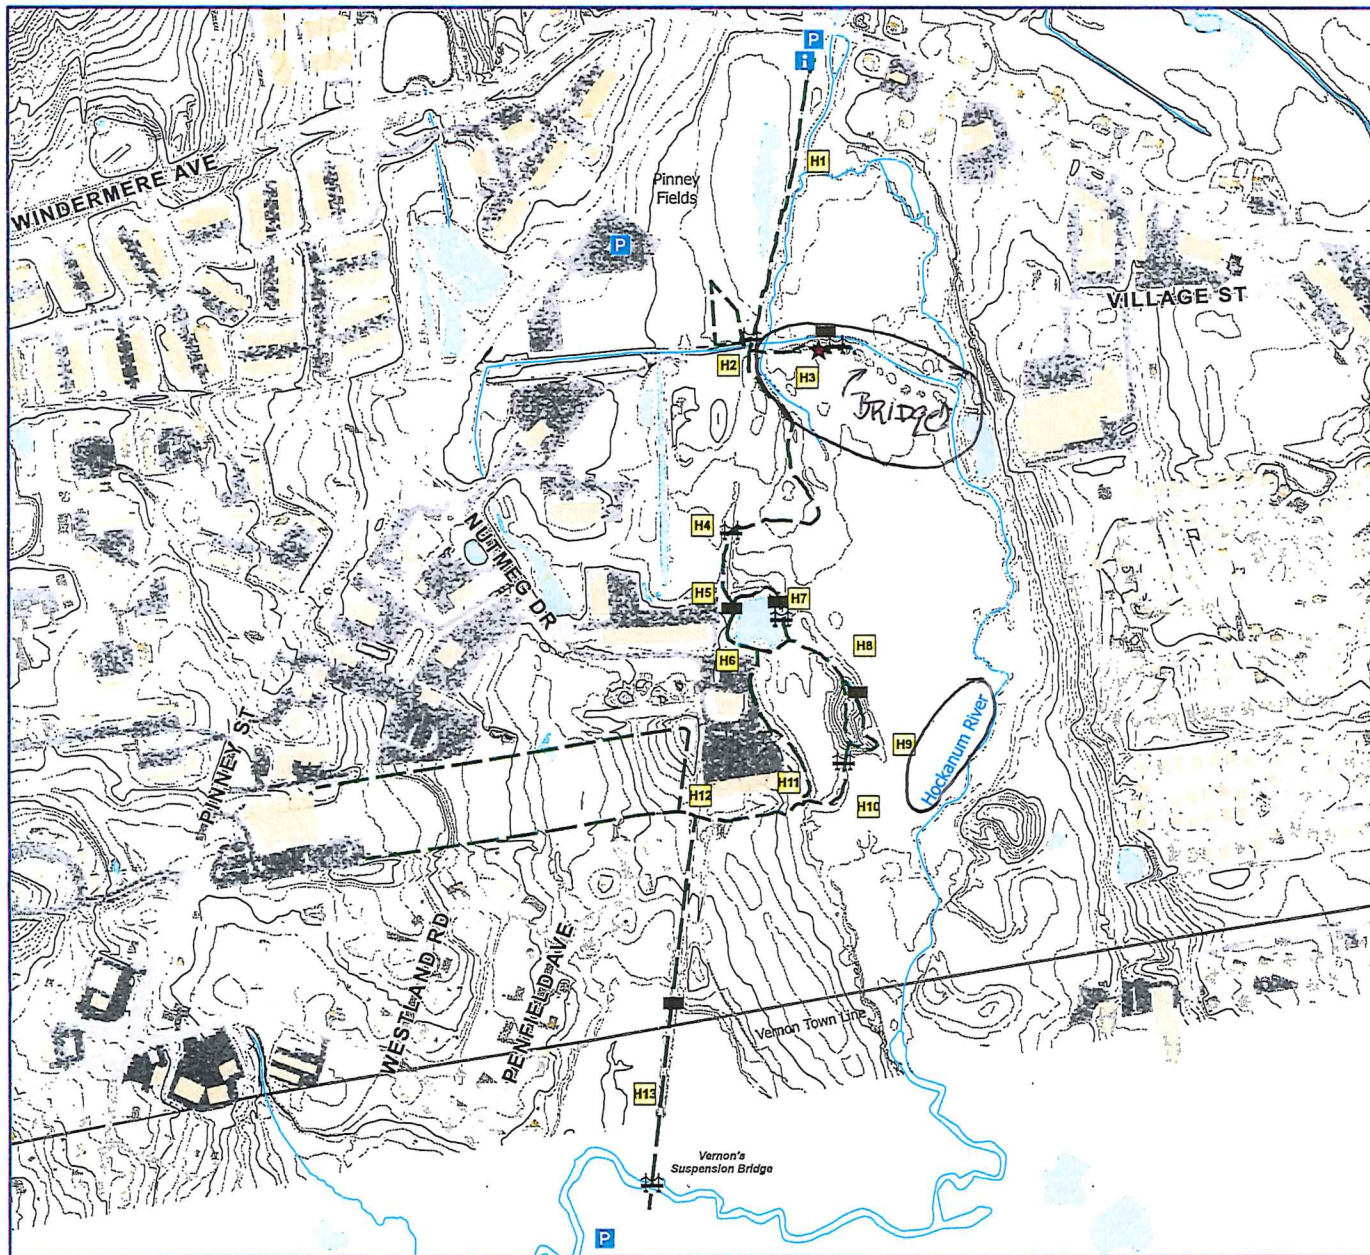 P
i
H1
WINDERMERE AVE
Pinney
Fields
P
VILLAGE ST
H2
H3
BRIDGE
H4
NUTMEG DR
H5
H7
H6
H8
PINNEY ST
H9
Hockanum River
H12
H11
H10
WESTLAND RD
PENFIELD AVE
Vernon Town Line
H13
Vernon's
Suspension Bridge
P